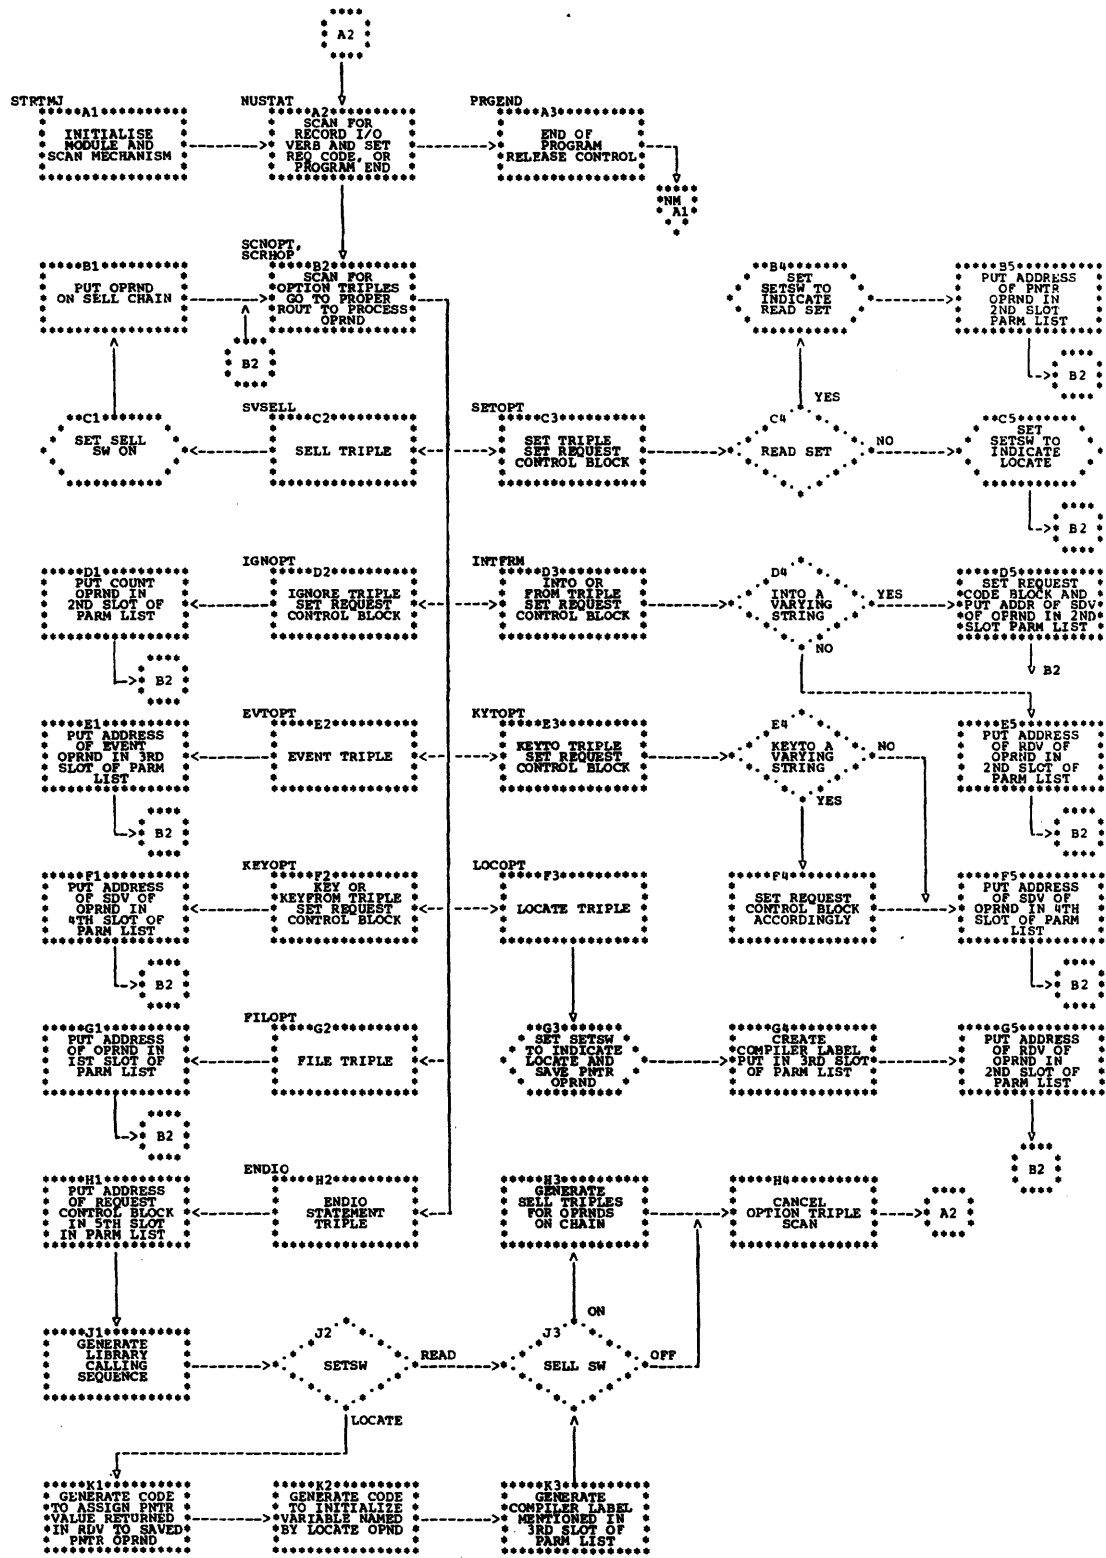 A2
STRTMJ
A1
INITIALISE
MODULE AND
SCAN MECHANISM
NUSTAT
A2
SCAN FOR
RECORD I/O
VERB AND SET
REQ CODE, OR
PROGRAM END
PRGEND
A3
END OF
PROGRAM
RELEASE CONTROL
NM
A1
B1
PUT OPRND
ON SELL CHAIN
SCNOPT,
SCRHOP
B2
SCAN FOR
OPTION TRIPLES
GO TO PROPER
ROUT TO PROCESS
OPRND
B2
B4
SET
SETSW TO
INDICATE
READ SET
B5
PUT ADDRESS
OF PNTR
OPRND IN
2ND SLOT
PARM LIST
B2
YES
C1
SET SELL
SW ON
SVSELL
C2
SELL TRIPLE
SETOPT
C3
SET TRIPLE
SET REQUEST
CONTROL BLOCK
C4
READ SET
NO
C5
SET
SETSW TO
INDICATE
LOCATE
B2
D1
PUT COUNT
OPRND IN
2ND SLOT OF
PARM LIST
B2
IGNOPT
D2
IGNORE TRIPLE
SET REQUEST
CONTROL BLOCK
INTFRM
D3
INTO OR
FROM TRIPLE
SET REQUEST
CONTROL BLOCK
D4
INTO A
VARYING
STRING
YES
NO
D5
SET REQUEST
CODE BLOCK AND
PUT ADDR OF SDV
OF OPRND IN 2ND
SLOT PARM LIST
B2
E1
PUT ADDRESS
OF EVENT
OPRND IN 3RD
SLOT OF PARM
LIST
B2
EVTOPT
E2
EVENT TRIPLE
KYTOPT
E3
KEYTO TRIPLE
SET REQUEST
CONTROL BLOCK
E4
KEYTO A
VARYING
STRING
NO
YES
E5
PUT ADDRESS
OF RDV OF
OPRND IN
2ND SLOT OF
PARM LIST
B2
F1
PUT ADDRESS
OF SDV OF
OPRND IN
4TH SLOT OF
PARM LIST
B2
KEYOPT
F2
KEY OR
KEYFROM TRIPLE
SET REQUEST
CONTROL BLOCK
LOCOPT
F3
LOCATE TRIPLE
F4
SET REQUEST
CONTROL BLOCK
ACCORDINGLY
F5
PUT ADDRESS
OF SDV OF
OPRND IN 4TH
SLOT OF PARM
LIST
B2
G1
PUT ADDRESS
OF OPRND IN
1ST SLOT OF
PARM LIST
B2
FILOPT
G2
FILE TRIPLE
G3
SET SETSW
TO INDICATE
LOCATE AND
SAVE PNTR
OPRND
G4
CREATE
COMPILER LABEL
PUT IN 3RD SLOT
OF PARM LIST
G5
PUT ADDRESS
OF RDV OF
OPRND IN
2ND SLOT OF
PARM LIST
B2
H1
PUT ADDRESS
OF REQUEST
CONTROL BLOCK
IN 5TH SLOT
IN PARM LIST
ENDIO
H2
ENDIO
STATEMENT
TRIPLE
H3
GENERATE
SELL TRIPLES
FOR OPRNDS
ON CHAIN
H4
CANCEL
OPTION TRIPLE
SCAN
A2
ON
J1
GENERATE
LIBRARY
CALLING
SEQUENCE
J2
SETSW
READ
LOCATE
J3
SELL SW
OFF
K1
GENERATE CODE
TO ASSIGN PNTR
VALUE RETURNED
IN RDV TO SAVED
PNTR OPRND
K2
GENERATE CODE
TO INITIALIZE
VARIABLE NAMED
BY LOCATE OPND
K3
GENERATE
COMPILER LABEL
MENTIONED IN
3RD SLOT OF
PARM LIST